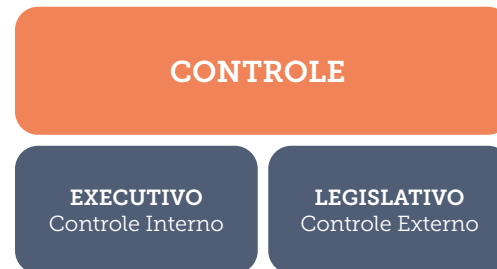 CONTROLE
EXECUTIVO
Controle Interno
LEGISLATIVO
Controle Externo